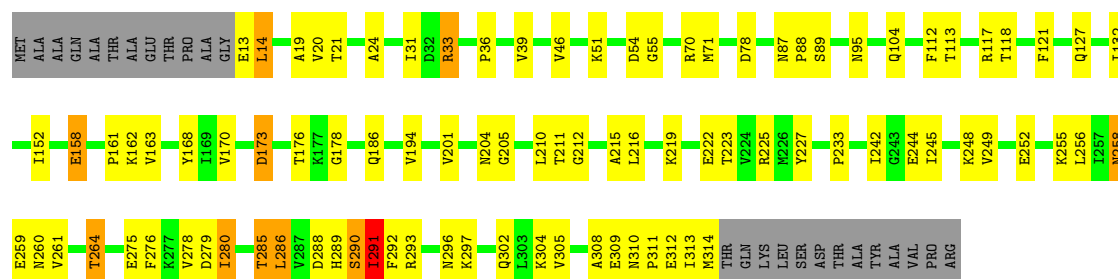 MET ALA ALA GLN ALA THR ALA GLU THR PRO ALA GLY E13 L14 A19 V20 T21 A24 I31 D32 R33 P36 V39 V46 K51 D54 G55 R70 M71 D78 N87 P88 S89 N95 Q104 F112 T113 R117 T118 F121 Q127
I152 E158 P161 K162 V163 Y168 I169 V170 D173 T176 K177 G178 Q186 V194 V201 N204 G205 L210 T211 G212 A215 L216 K219 E222 T223 V224 R225 M226 Y227 P233 I242 G243 E244 I245 K248 V249 E252 K255 L256 I257
E259 N260 V261 T264 E275 F276 K277 V278 D279 I280 T285 L286 V287 D288 H289 S290 I291 F292 R293 N296 K297 Q302 L303 K304 V305 A308 E309 N310 P311 E312 I313 M314 THR GLN LYS LEU SER ASP THR ALA TYR ALA VAL PRO ARG